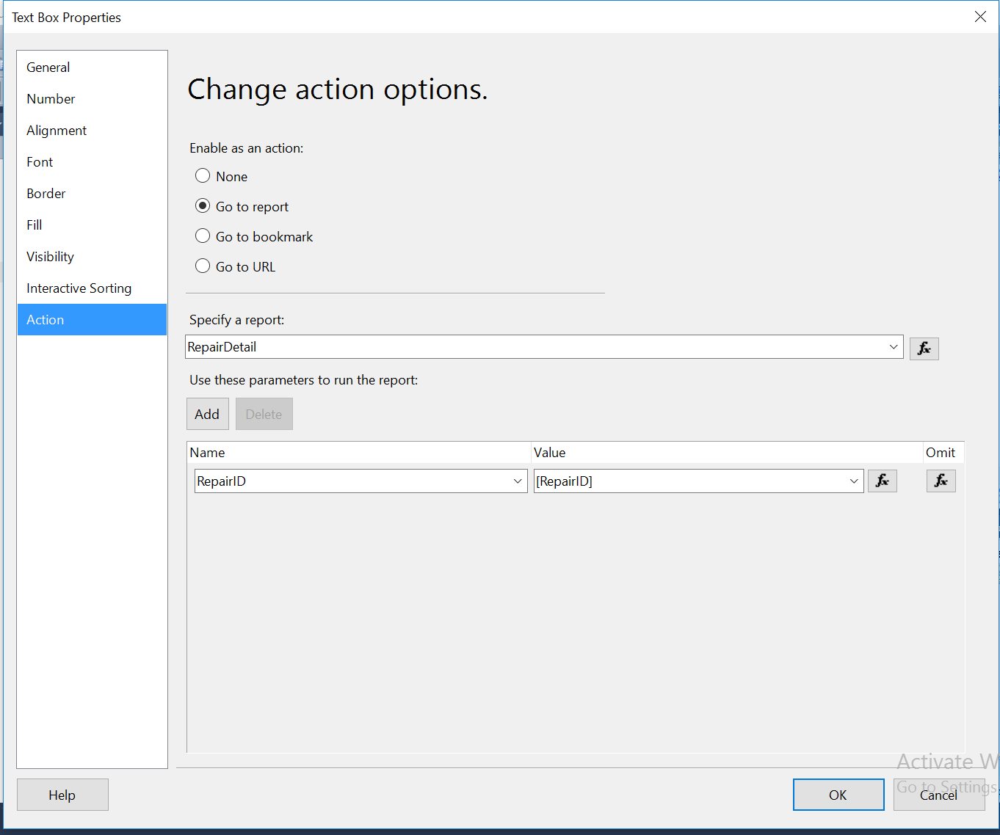 Text Box Properties
General
Number
Alignment
Font
Border
Fill
Visibility
Interactive Sorting
Action
Change action options.
Enable as an action:
None
Go to report
Go to bookmark
Go to URL
Specify a report:
RepairDetail
fx
Use these parameters to run the report:
Add Delete
Name Value Omit
RepairID [RepairID] fx fx
Activate W
Go to Settings
Help OK Cancel